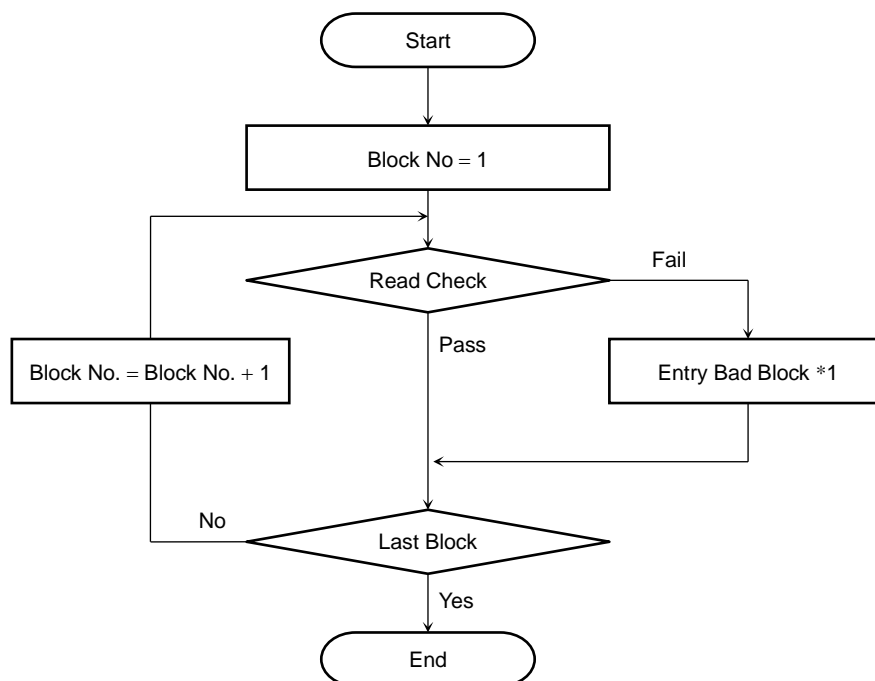 Start
Block No = 1
Read Check
Fail
Pass
Block No. = Block No. + 1
Entry Bad Block *1
No
Last Block
Yes
End